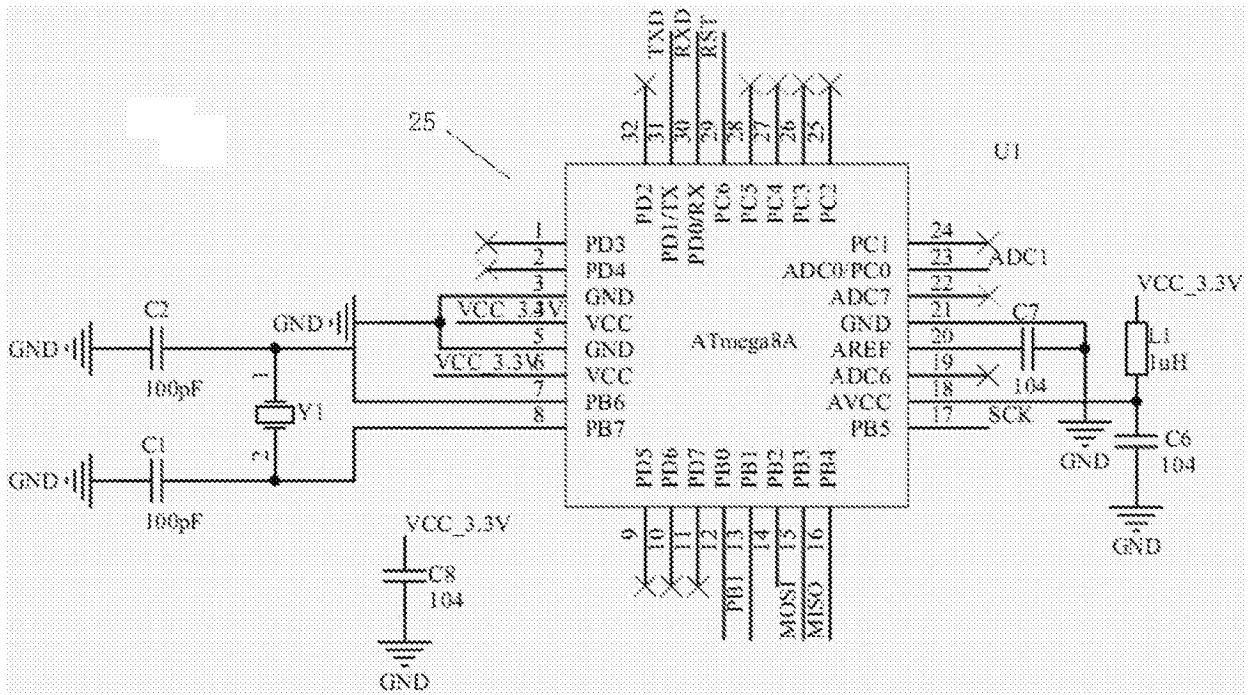 TXD
RXD
RST
32
31
30
29
28
27
26
25
25
U1
PD2
PD1/TX
PD0/RX
PC6
PC5
PC4
PC3
PC2
1 PD3
2 PD4
3 GND
VCC_3.3V 4 VCC
5 GND
VCC_3.3V 6 VCC
7 PB6
8 PB7
ATmega8A
PC1 24
ADC0/PC0 23 ADC1
ADC7 22
GND 21
AREF 20
ADC6 19
AVCC 18
PB5 17 SCK
C7
104
VCC_3.3V
L1
1uH
GND
C6
104
GND
C2
GND
GND
100pF
1
Y1
2
C1
GND
100pF
PD5
PD6
PD7
PB0
PB1
PB2
PB3
PB4
9
10
11
12
13
14
15
16
PB1
MOSI
MISO
VCC_3.3V
C8
104
GND